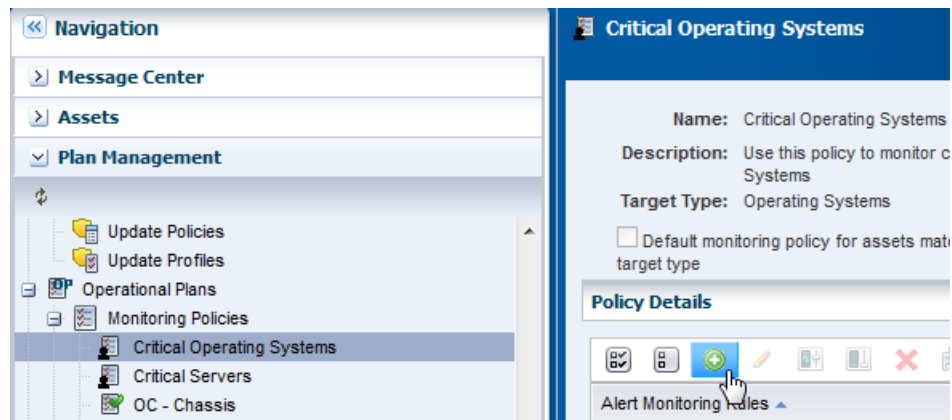 Navigation
Message Center
Assets
Plan Management
Update Policies
Update Profiles
Operational Plans
Monitoring Policies
Critical Operating Systems
Critical Servers
OC - Chassis
Critical Operating Systems
Name: Critical Operating Systems
Description: Use this policy to monitor c
Systems
Target Type: Operating Systems
Default monitoring policy for assets mat
target type
Policy Details
Alert Monitoring Rules